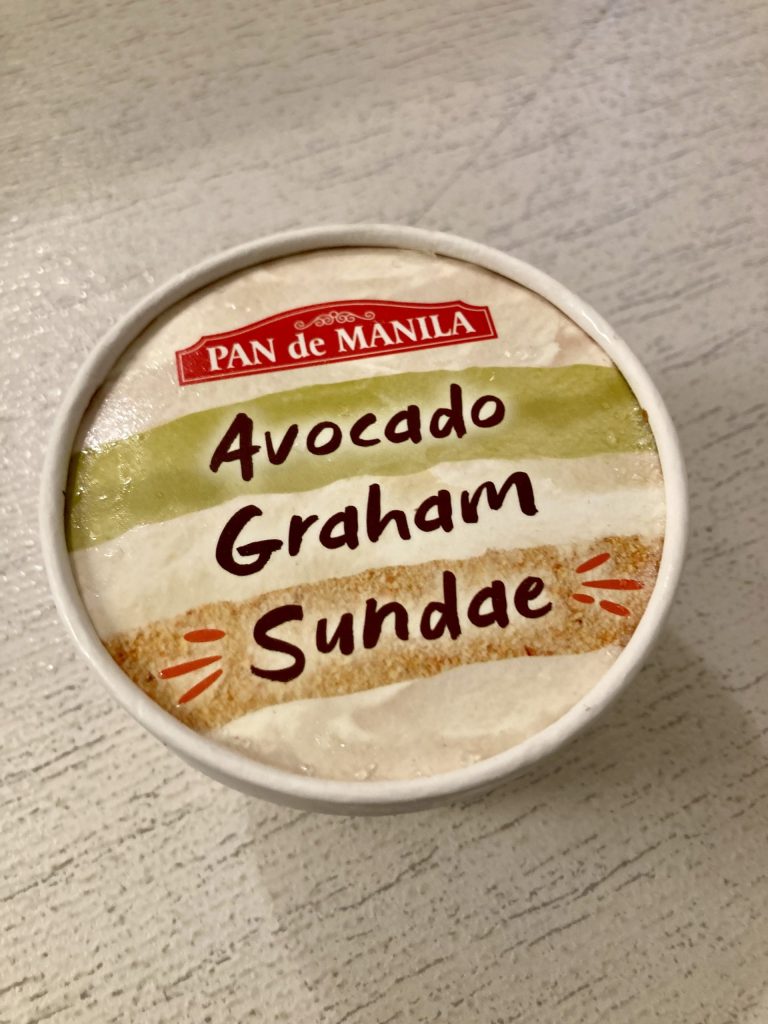 PAN de MANILA
Avocado
Graham
Sundae